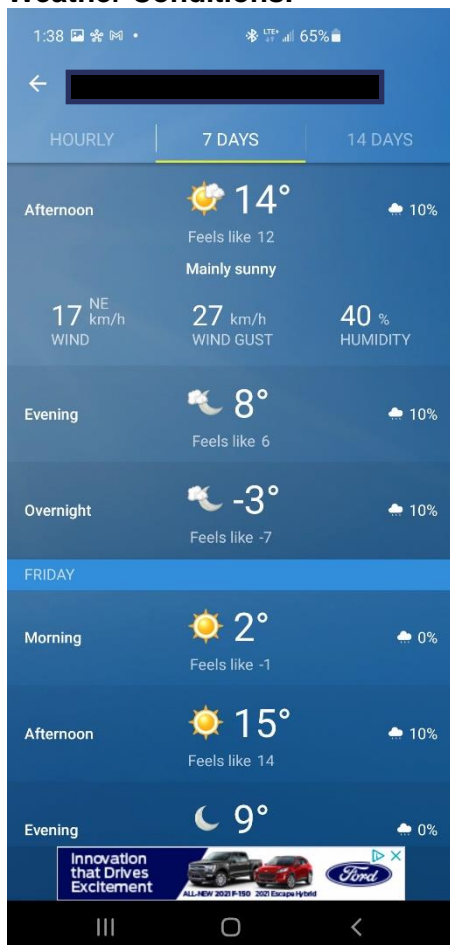 Weather Conditions:
1:38 LTE+ 65%
HOURLY 7 DAYS 14 DAYS
Afternoon 14° 10%
Feels like 12
Mainly sunny
17 NE km/h 27 km/h 40 %
WIND WIND GUST HUMIDITY
Evening 8° 10%
Feels like 6
Overnight -3° 10%
Feels like -7
FRIDAY
Morning 2° 0%
Feels like -1
Afternoon 15° 10%
Feels like 14
Evening 9° 0%
Innovation
that Drives
Excitement
ALL-NEW 2021 F-150 2021 Escape Hybrid
Ford